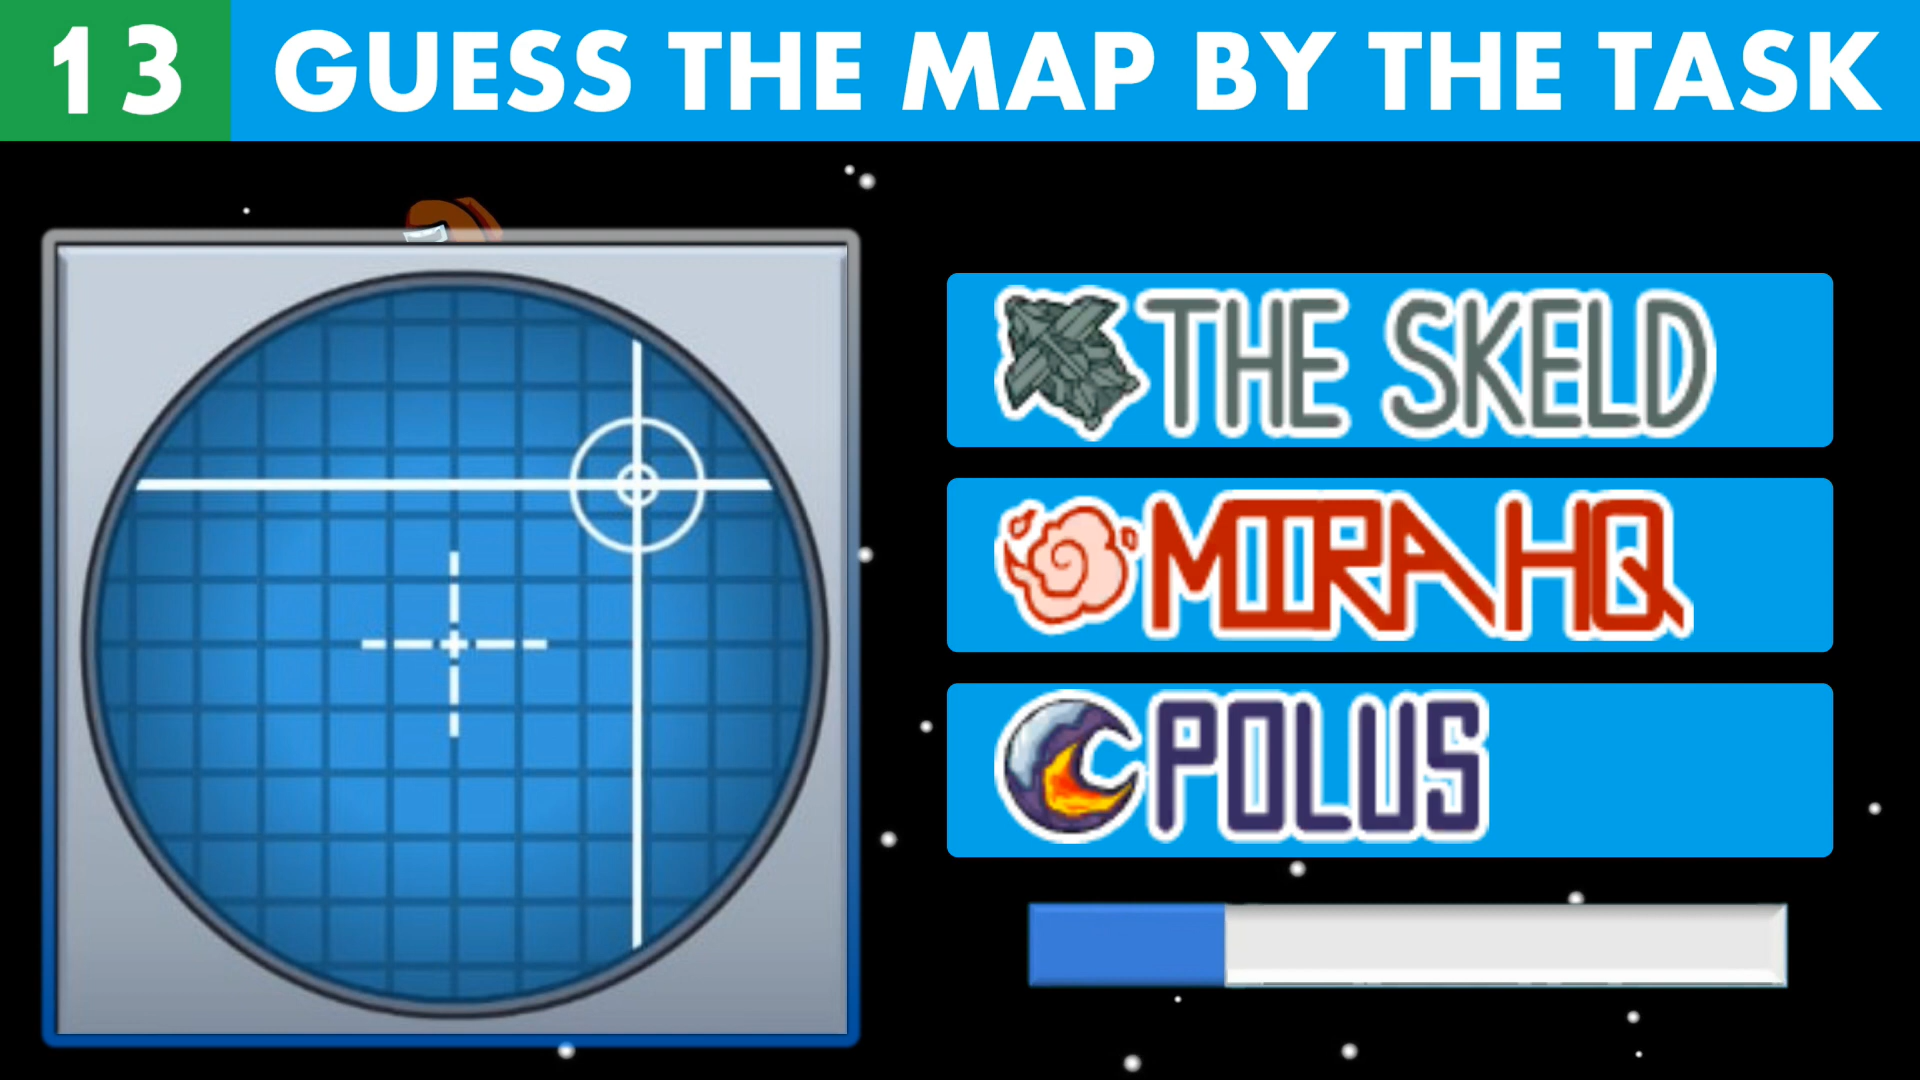 13 GUESS THE MAP BY THE TASK
THE SKELD
MIRA HQ
POLUS